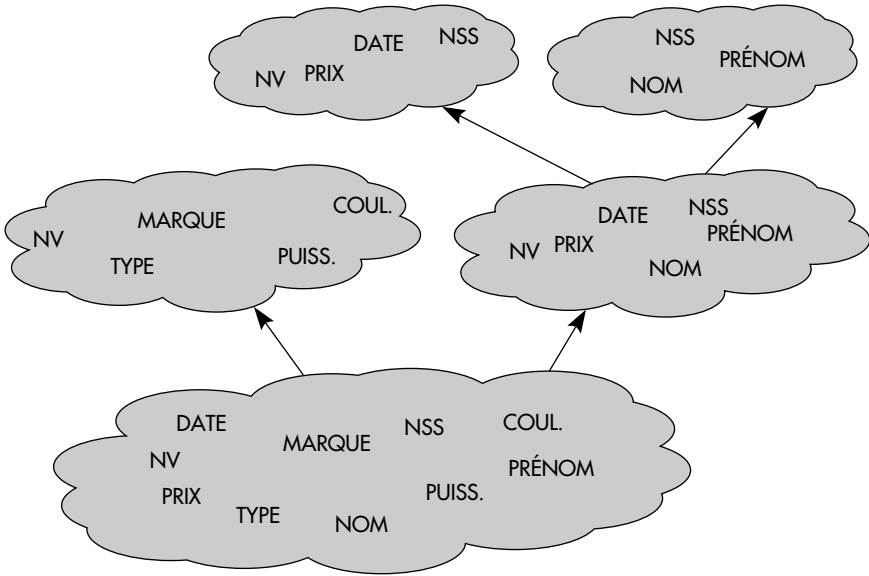 DATE NSS
NV PRIX
NSS
PRÉNOM
NOM
NV MARQUE COUL.
TYPE PUISS.
DATE NSS
NV PRIX PRÉNOM
NOM
DATE
MARQUE NSS COUL.
NV
PRIX
TYPE NOM PUISS. PRÉNOM